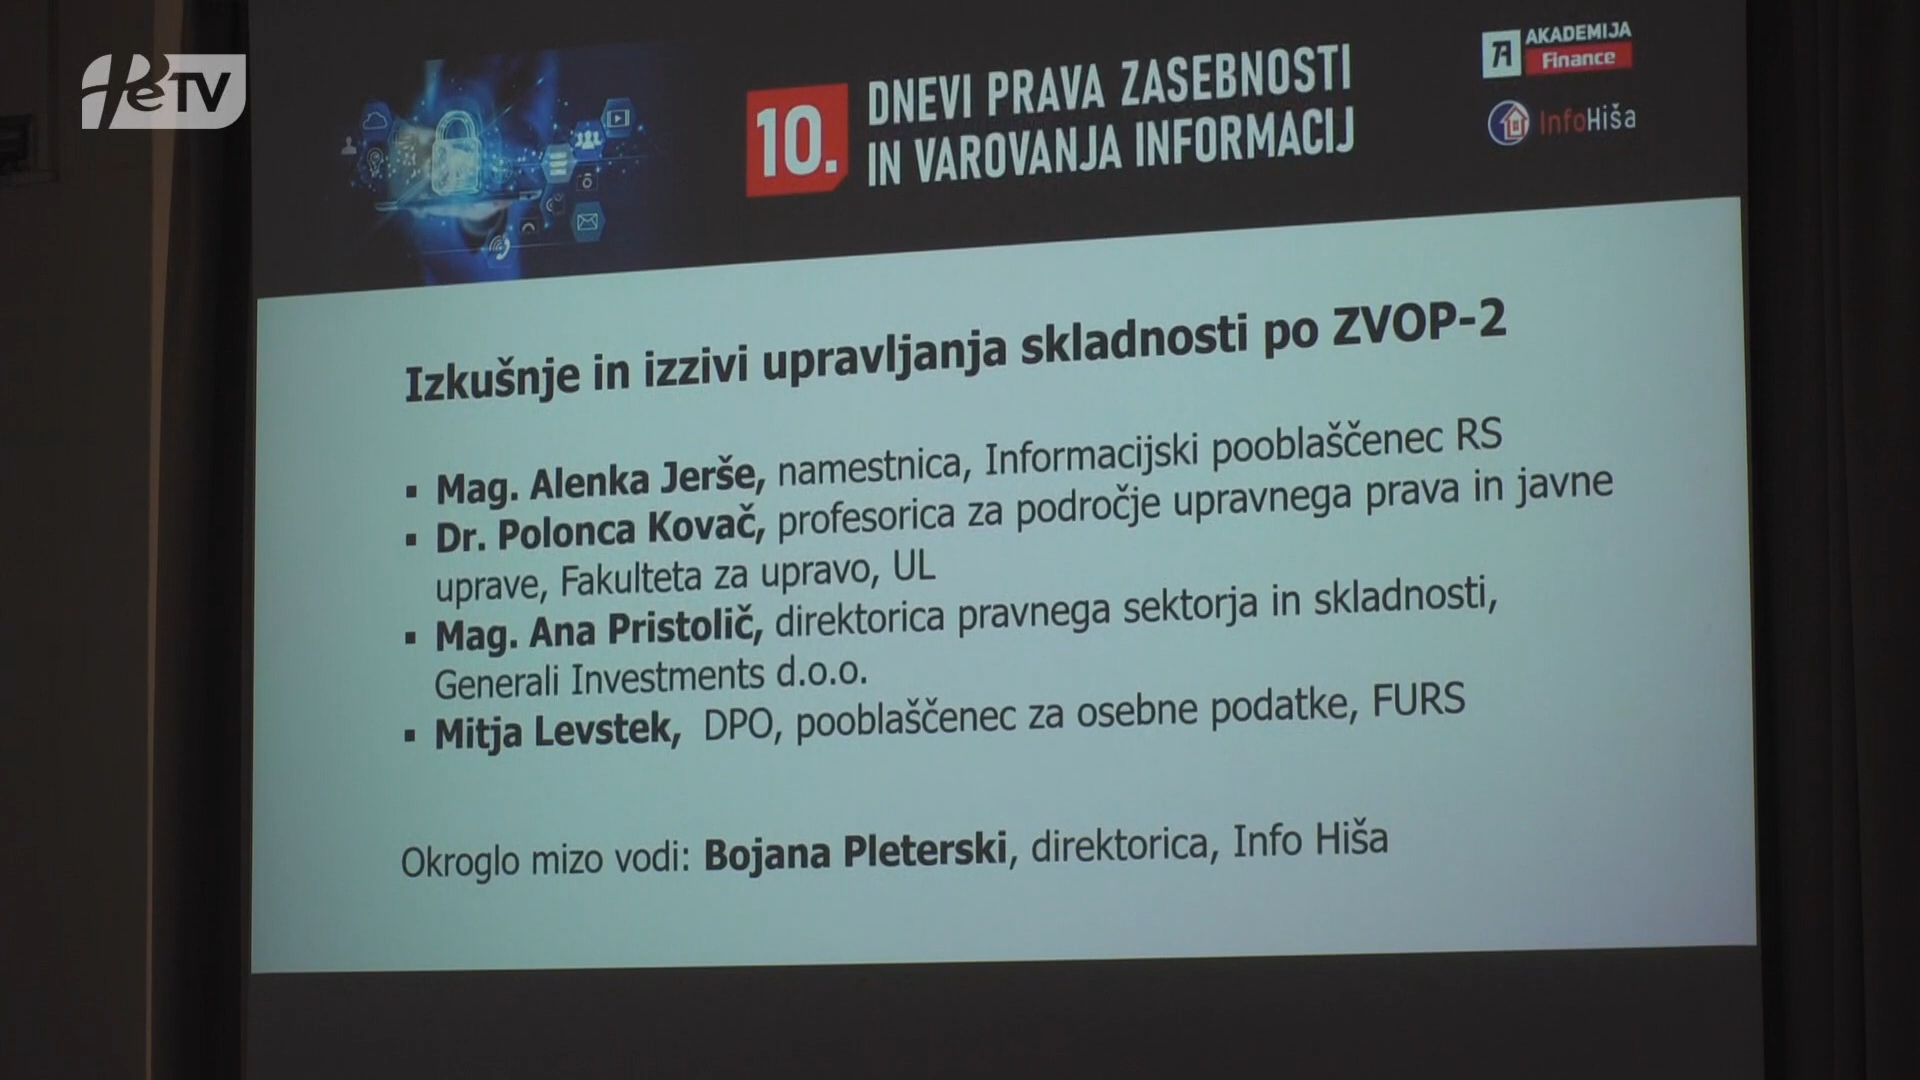 HeTV
10.
DNEVI PRAVA ZASEBNOSTI
IN VAROVANJA INFORMACIJ
AKADEMIJA
Finance
InfoHiša
Izkušnje in izzivi upravljanja skladnosti po ZVOP-2
▪ Mag. Alenka Jerše, namestnica, Informacijski pooblaščenec RS
▪ Dr. Polonca Kovač, profesorica za področje upravnega prava in javne
uprave, Fakulteta za upravo, UL
▪ Mag. Ana Pristolič, direktorica pravnega sektorja in skladnosti,
Generali Investments d.o.o.
▪ Mitja Levstek, DPO, pooblaščenec za osebne podatke, FURS
Okroglo mizo vodi: Bojana Pleterski, direktorica, Info Hiša